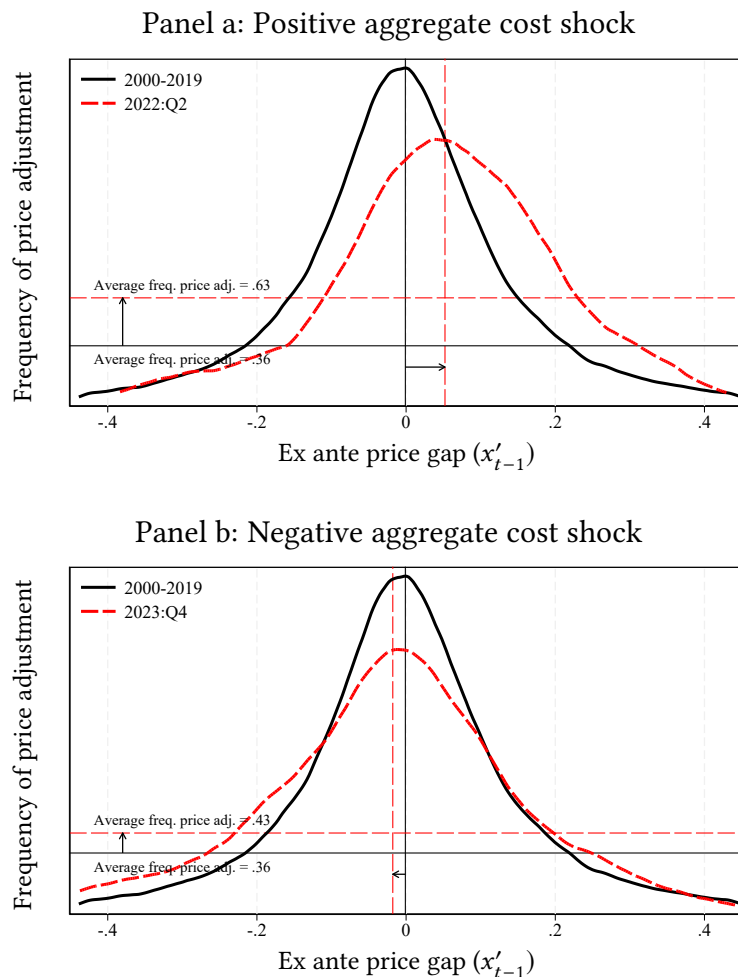 Panel a: Positive aggregate cost shock
Frequency of price adjustment
2000-2019
2022:Q2
Average freq. price adj. = .63
Average freq. price adj. = .36
-.4 -.2 0 .2 .4
Ex ante price gap (x′ₜ₋₁)
Panel b: Negative aggregate cost shock
Frequency of price adjustment
2000-2019
2023:Q4
Average freq. price adj. = .43
Average freq. price adj. = .36
-.4 -.2 0 .2 .4
Ex ante price gap (x′ₜ₋₁)